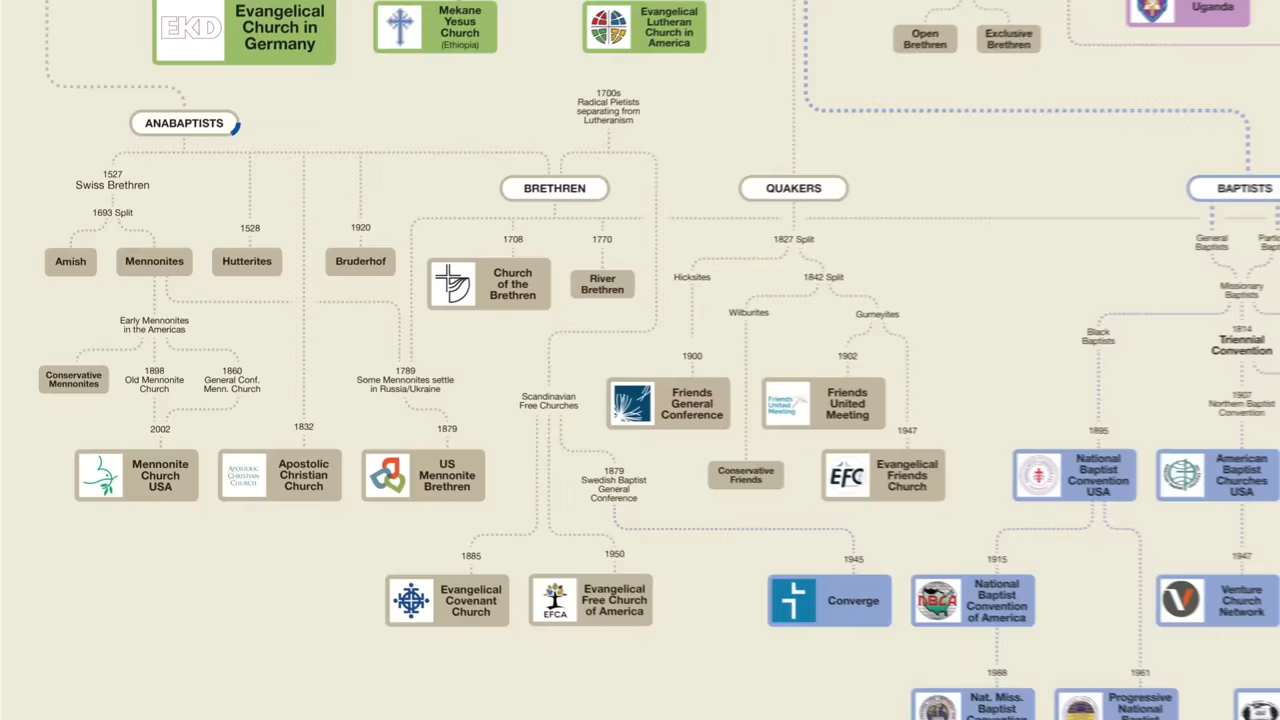 EKD
Evangelical
Church in
Germany
Mekane
Yesus
Church
(Ethiopia)
Evangelical
Lutheran
Church in
America
Open
Brethren
Exclusive
Brethren
Uganda
ANABAPTISTS
1700s
Radical Pietists
separating from
Lutheranism
1527
Swiss Brethren
1693 Split
BRETHREN
QUAKERS
BAPTISTS
1528
1920
1708
1770
1827 Split
General
Baptists
Amish
Mennonites
Hutterites
Bruderhof
Church
of the
Brethren
River
Brethren
Hicksites
1842 Split
Missionary
Baptists
Wilburites
Gurneyites
Early Mennonites
in the Americas
Black
Baptists
1814
Triennial
Convention
Conservative
Mennonites
1898
Old Mennonite
Church
1860
General Conf.
Menn. Church
1789
Some Mennonites settle
in Russia/Ukraine
Scandinavian
Free Churches
1900
Friends
General
Conference
1902
Friends
United
Meeting
Friends
United
Meeting
1907
Northern Baptist
Convention
2002
1832
1879
1947
1895
Mennonite
Church
USA
APOSTOLIC
CHRISTIAN
CHURCH
Apostolic
Christian
Church
US
Mennonite
Brethren
1879
Swedish Baptist
General
Conference
Conservative
Friends
EFC
Evangelical
Friends
Church
National
Baptist
Convention
USA
American
Baptist
Churches
USA
1885
1950
1945
1915
1947
Evangelical
Covenant
Church
EFCA
Evangelical
Free Church
of America
Converge
NBCA
National
Baptist
Convention
of America
Venture
Church
Network
1988
1961
Nat. Miss.
Baptist
Convention
Progressive
National
Baptist